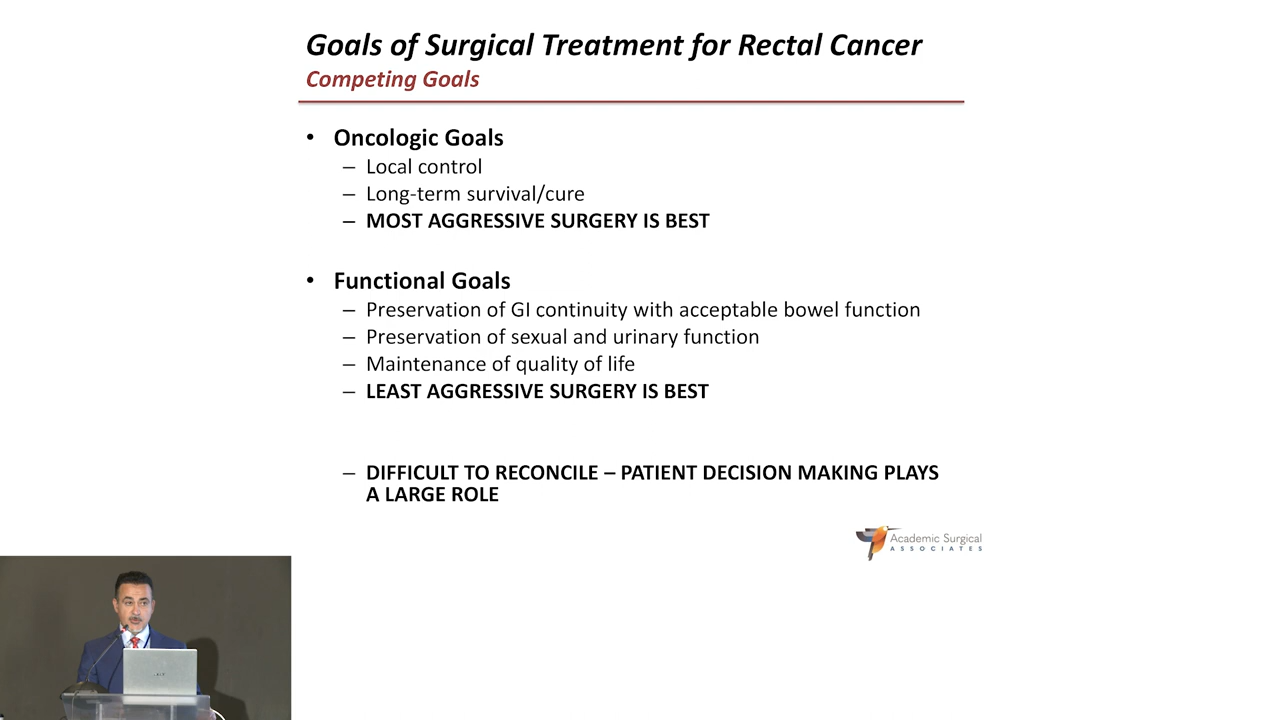 Goals of Surgical Treatment for Rectal Cancer
Competing Goals
• Oncologic Goals
– Local control
– Long-term survival/cure
– MOST AGGRESSIVE SURGERY IS BEST
• Functional Goals
– Preservation of GI continuity with acceptable bowel function
– Preservation of sexual and urinary function
– Maintenance of quality of life
– LEAST AGGRESSIVE SURGERY IS BEST
– DIFFICULT TO RECONCILE – PATIENT DECISION MAKING PLAYS
A LARGE ROLE
Academic Surgical
ASSOCIATES